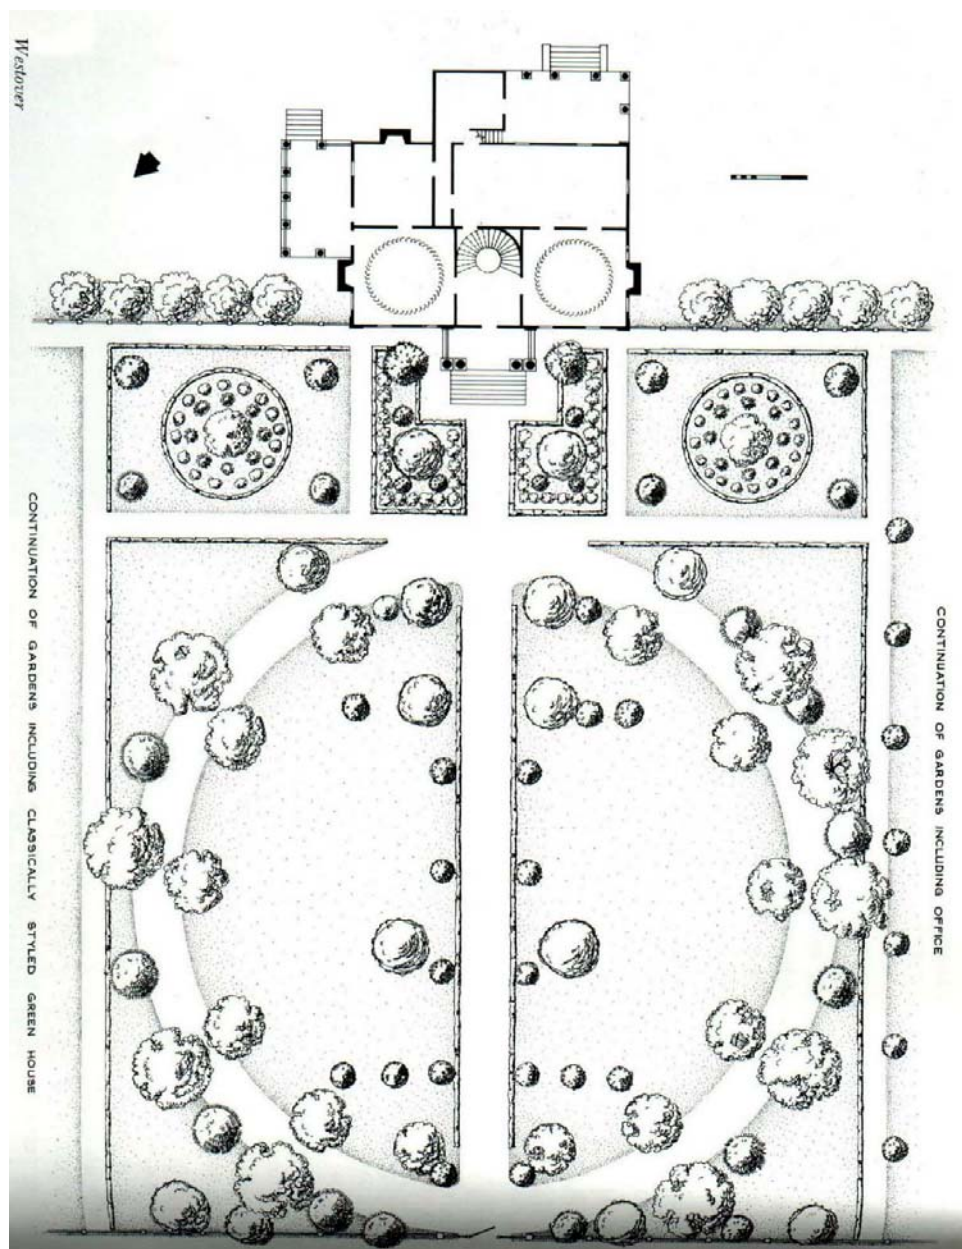 Westover
CONTINUATION OF GARDENS INCLUDING CLASSICALLY STYLED GREEN HOUSE
CONTINUATION OF GARDENS INCLUDING OFFICE